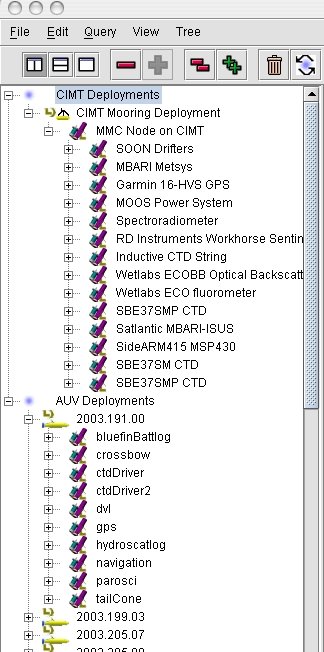 File Edit Query View Tree
CIMT Deployments
CIMT Mooring Deployment
MMC Node on CIMT
SOON Drifters
MBARI Metsys
Garmin 16-HVS GPS
MOOS Power System
Spectroradiometer
RD Instruments Workhorse Sentin
Inductive CTD String
Wetlabs ECOBB Optical Backscatt
Wetlabs ECO fluorometer
SBE37SMP CTD
Satlantic MBARI-ISUS
SideARM415 MSP430
SBE37SM CTD
SBE37SMP CTD
AUV Deployments
2003.191.00
bluefinBattlog
crossbow
ctdDriver
ctdDriver2
dvl
gps
hydroscatlog
navigation
parosci
tailCone
2003.199.03
2003.205.07